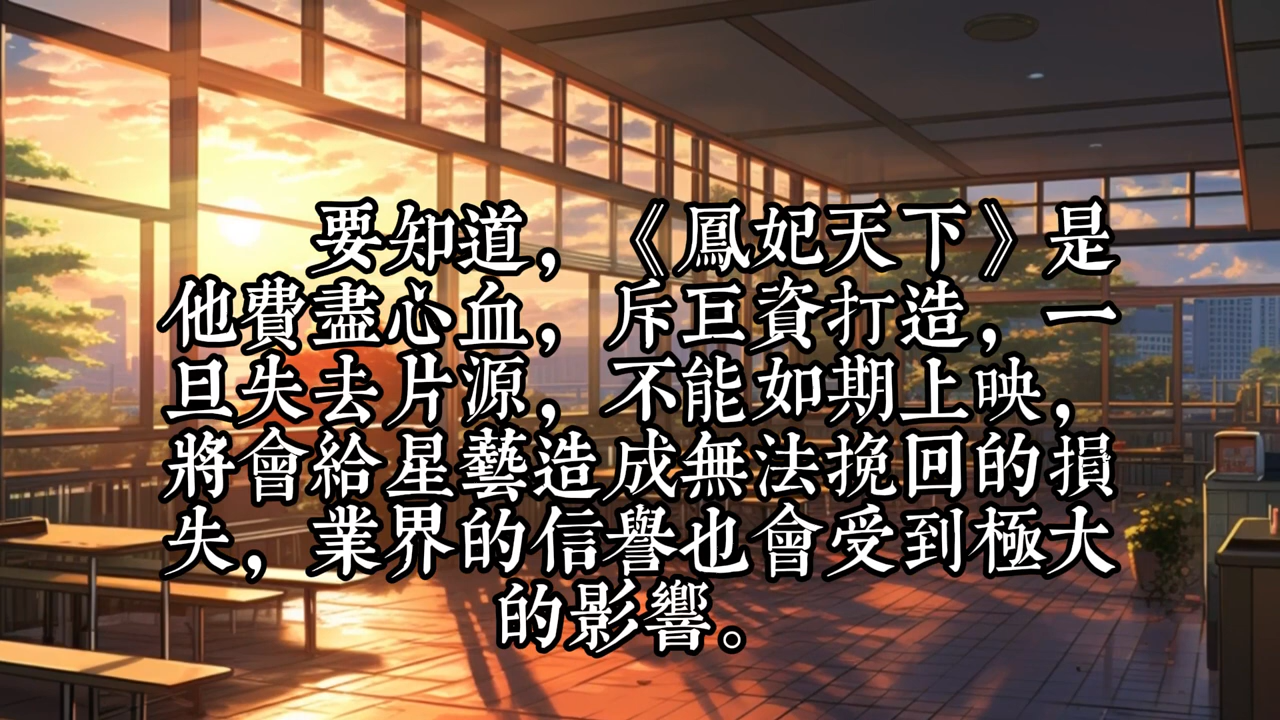 要知道，《鳳妃天下》是
他費盡心血，斥巨資打造，一
旦失去片源，不能如期上映，
將會給星藝造成無法挽回的損
失，業界的信譽也會受到極大
的影響。